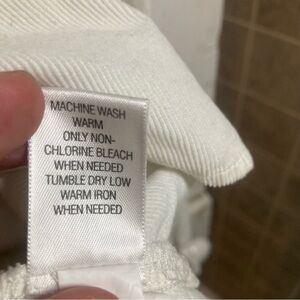 MACHINE WASH
WARM
ONLY NON-
CHLORINE BLEACH
WHEN NEEDED
TUMBLE DRY LOW
WARM IRON
WHEN NEEDED